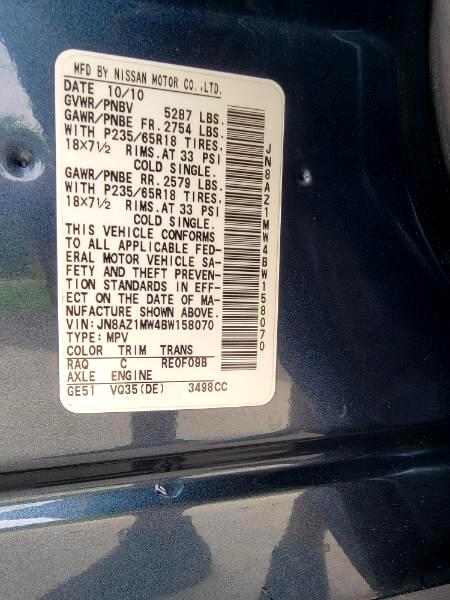 MFD BY NISSAN MOTOR CO.,LTD.
DATE 10/10
GVWR/PNBV 5287 LBS.
GAWR/PNBE FR. 2754 LBS.
WITH P235/65R18 TIRES.
18X7½ RIMS.AT 33 PSI
COLD SINGLE.
GAWR/PNBE RR. 2579 LBS.
WITH P235/65R18 TIRES.
18X7½ RIMS.AT 33 PSI
COLD SINGLE.
THIS VEHICLE CONFORMS
TO ALL APPLICABLE FED-
ERAL MOTOR VEHICLE SA-
FETY AND THEFT PREVEN-
TION STANDARDS IN EFF-
ECT ON THE DATE OF MA-
NUFACTURE SHOWN ABOVE.
VIN: JN8AZ1MW4BW158070
TYPE: MPV
COLOR TRIM TRANS
RAQ C RE0F09B
AXLE ENGINE
GE51 VQ35(DE) 3498CC
JN8AZ1MW4BW158070